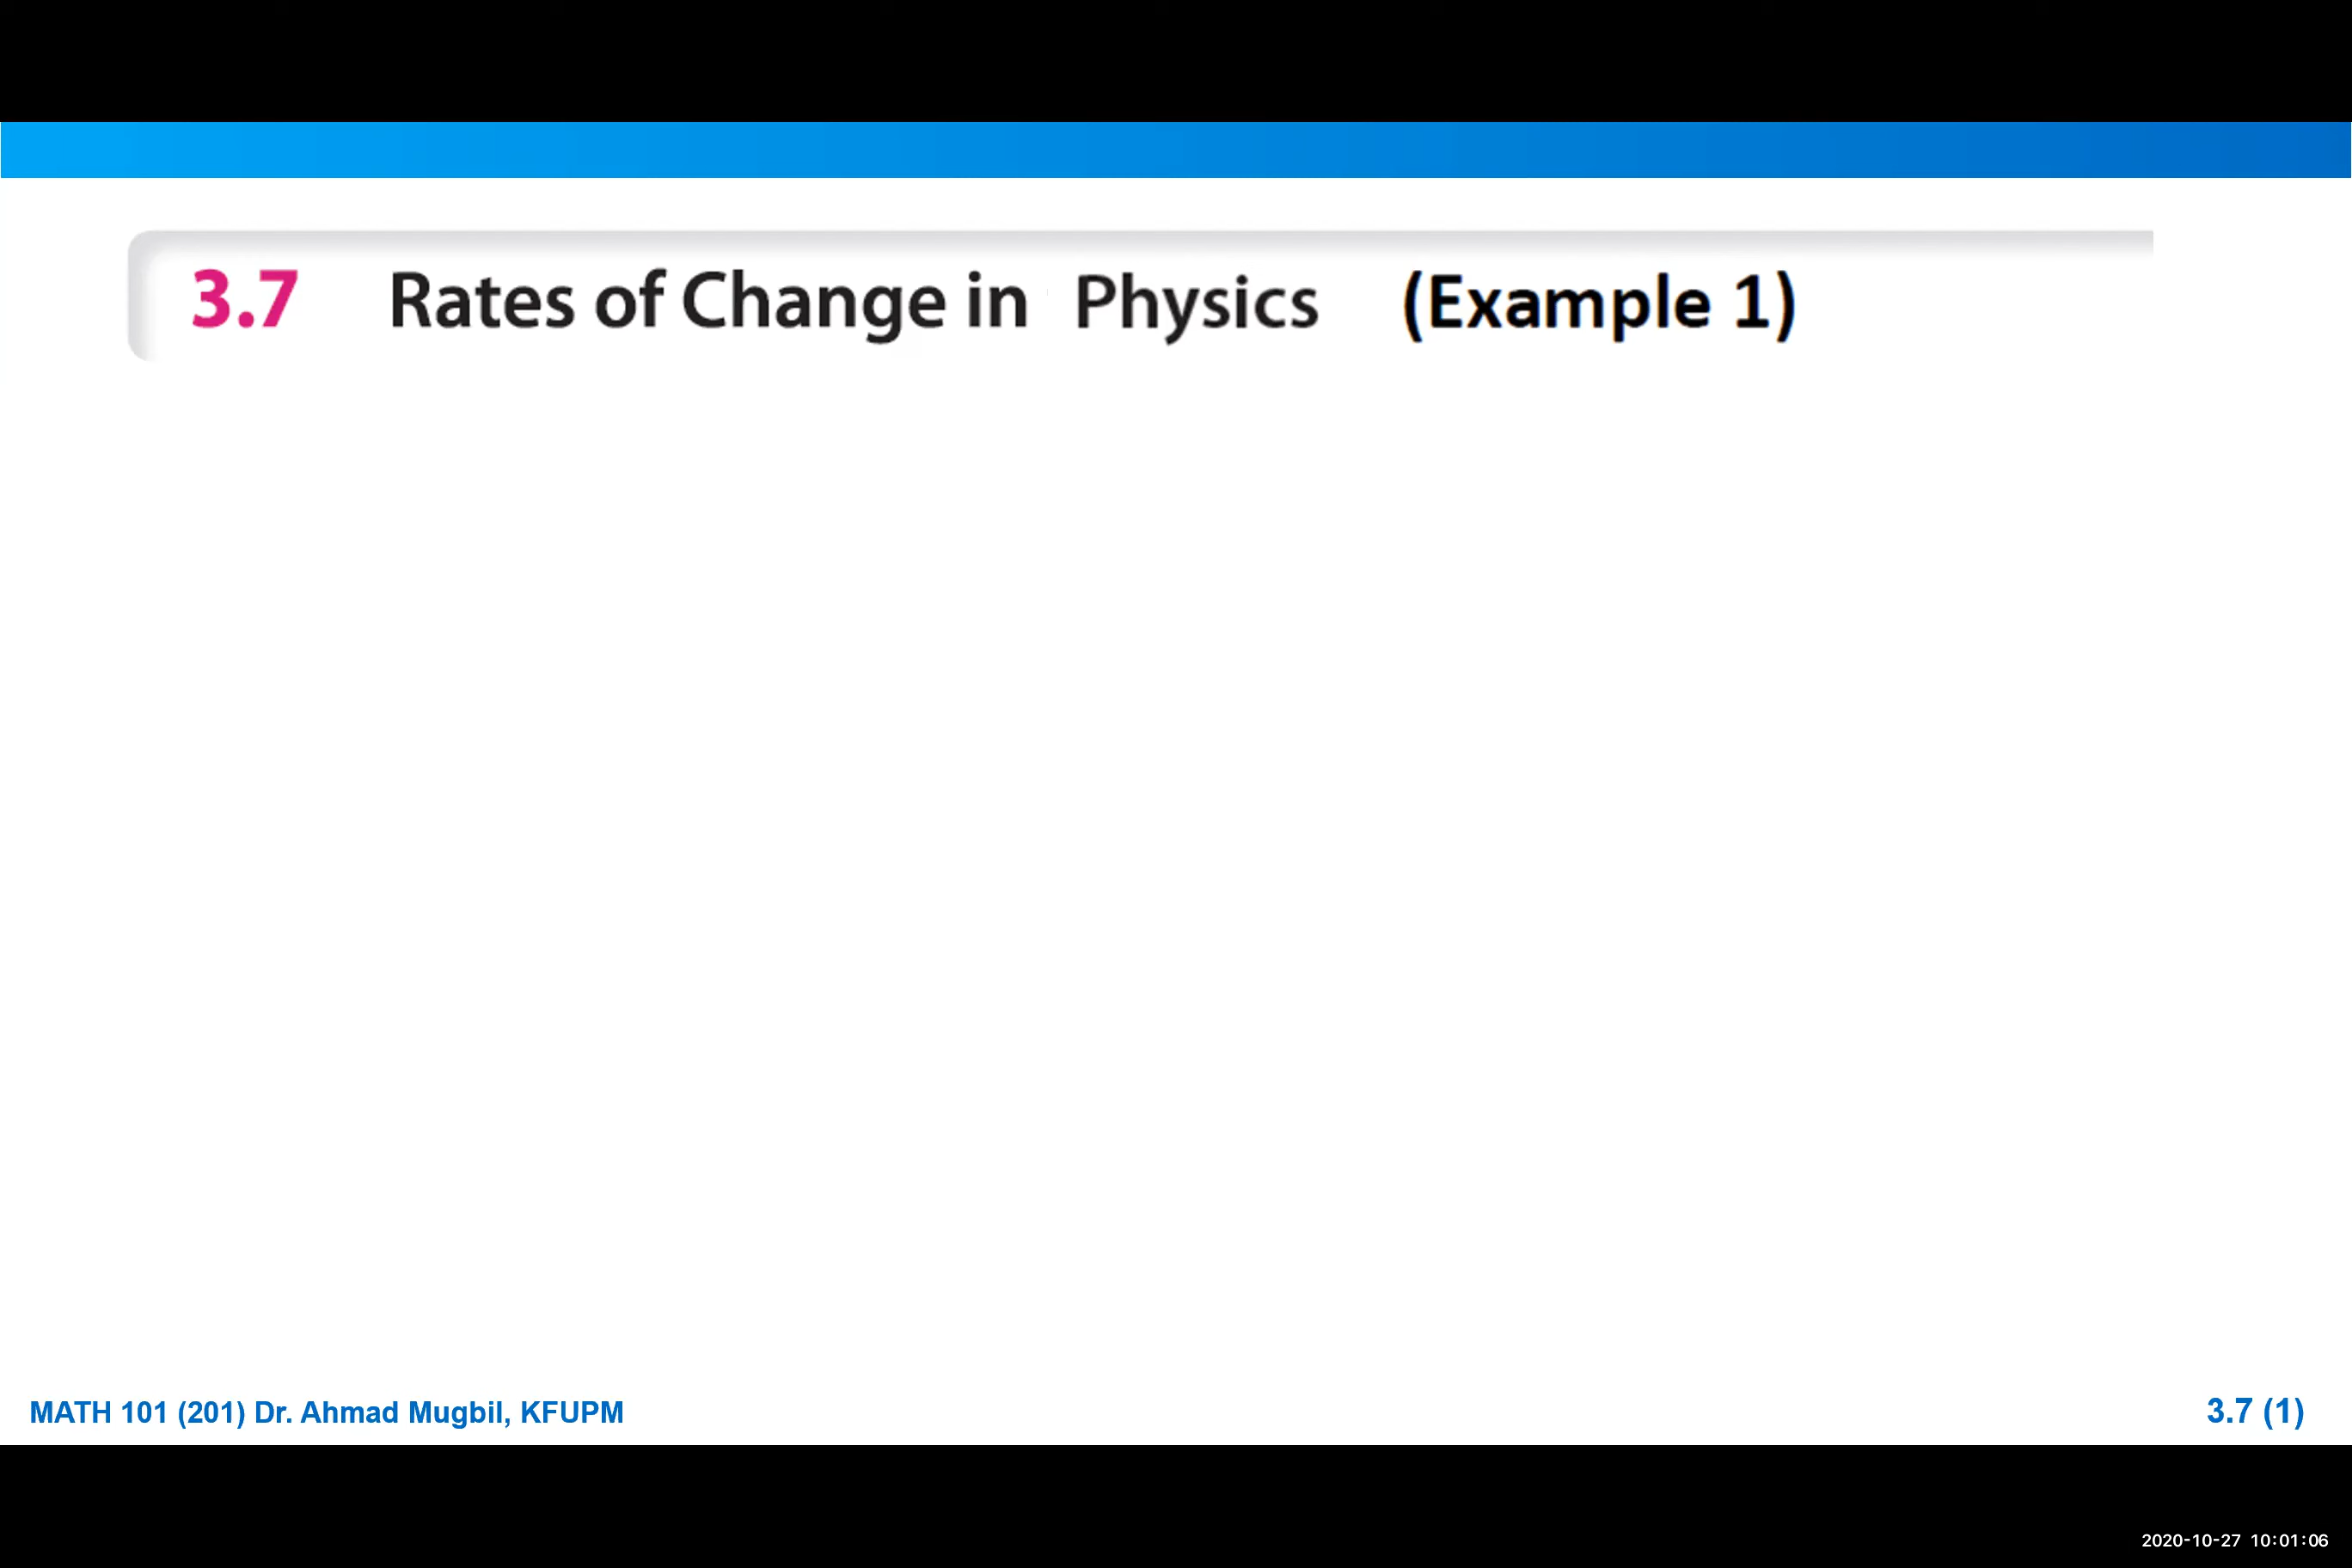 3.7 Rates of Change in Physics (Example 1)
MATH 101 (201) Dr. Ahmad Mugbil, KFUPM
3.7 (1)
2020-10-27 10:01:06